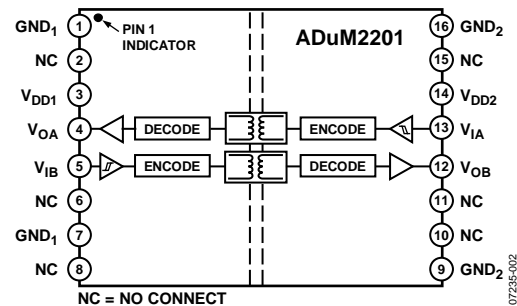 GND1 1 PIN 1 INDICATOR ADuM2201 16 GND2
NC 2 15 NC
VDD1 3 14 VDD2
VOA 4 DECODE ENCODE 13 VIA
VIB 5 ENCODE DECODE 12 VOB
NC 6 11 NC
GND1 7 10 NC
NC 8 9 GND2
NC = NO CONNECT
07235-002